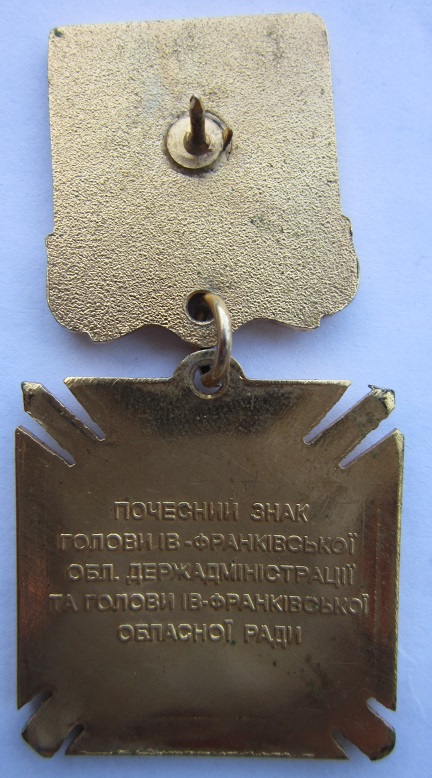 ПОЧЕСНИЙ ЗНАК
ГОЛОВИ ІВ-ФРАНКІВСЬКОЇ
ОБЛ. ДЕРЖАДМІНІСТРАЦІЇ
ТА ГОЛОВИ ІВ-ФРАНКІВСЬКОЇ
ОБЛАСНОЇ РАДИ